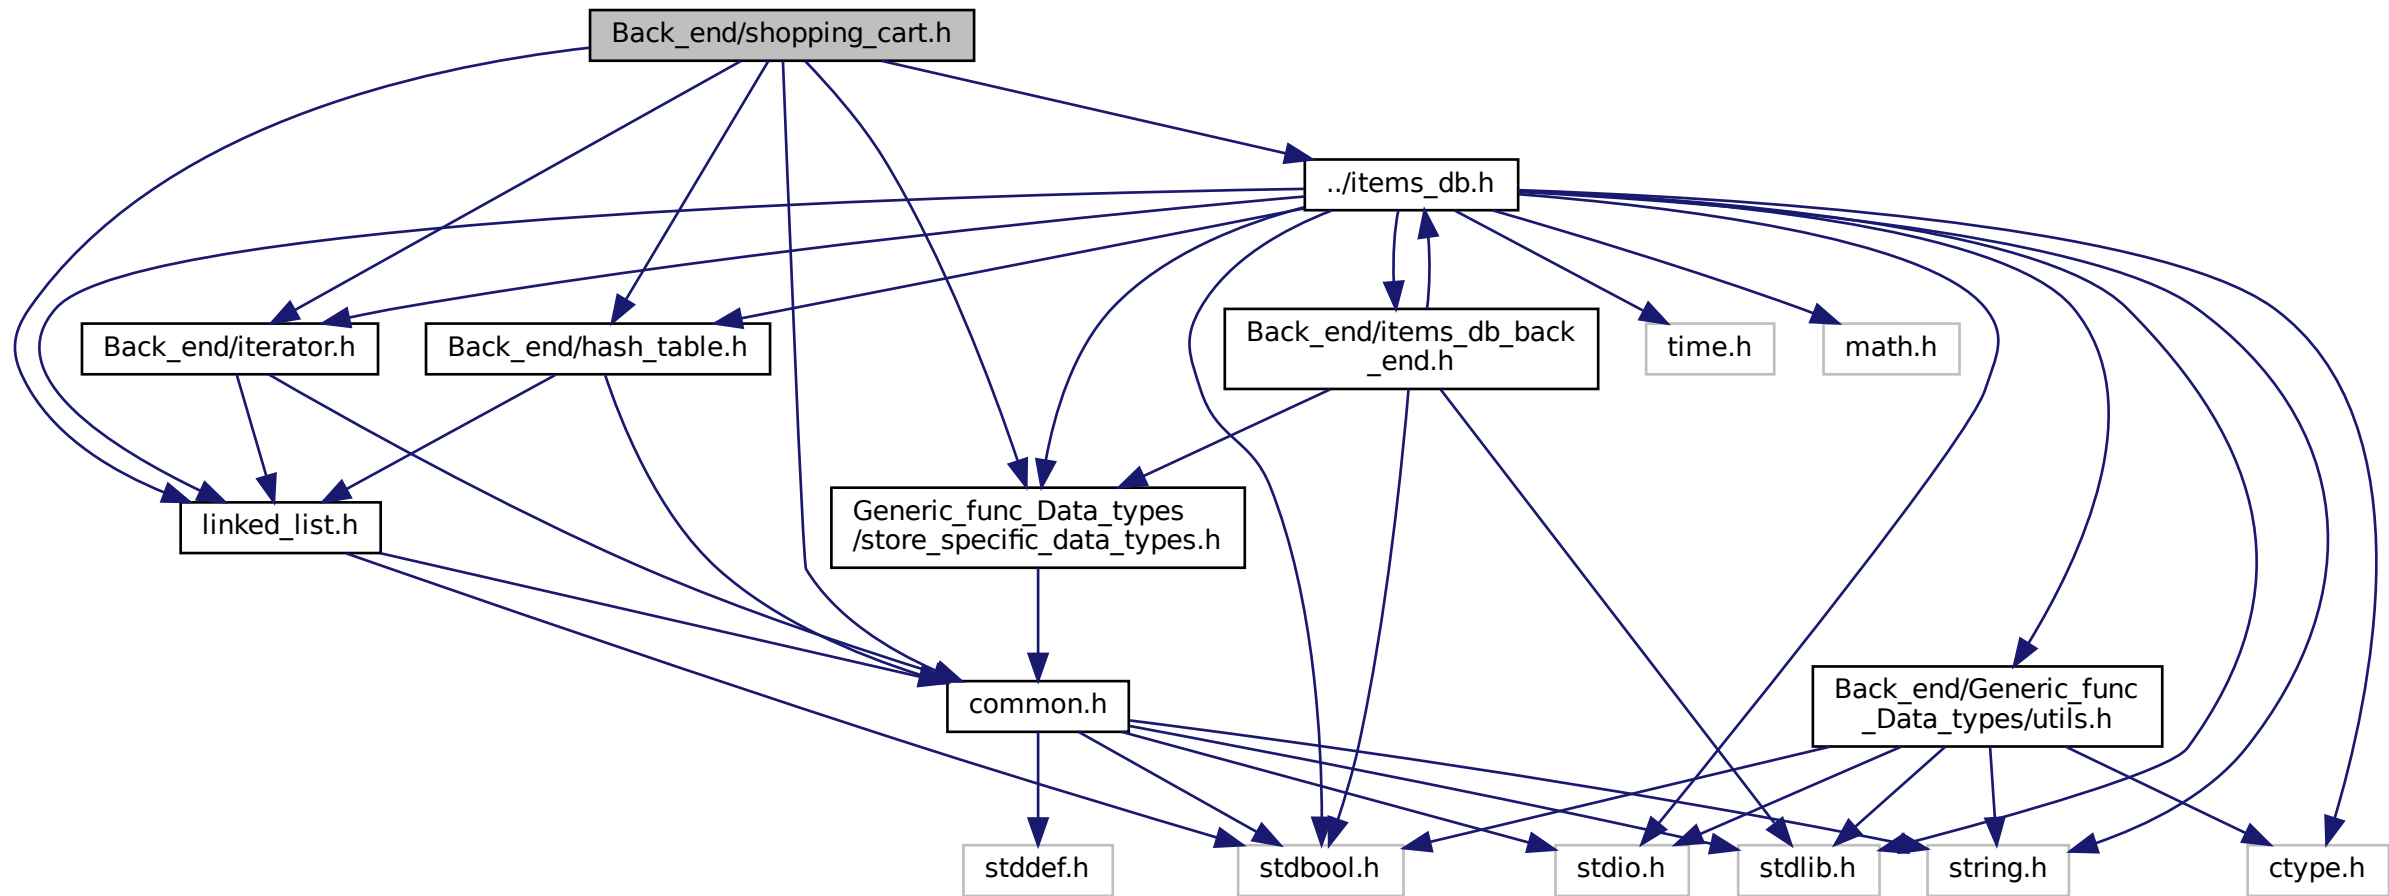 Back_end/shopping_cart.h
../items_db.h
Back_end/iterator.h
Back_end/hash_table.h
Back_end/items_db_back
_end.h
time.h
math.h
linked_list.h
Generic_func_Data_types
/store_specific_data_types.h
common.h
Back_end/Generic_func
_Data_types/utils.h
stddef.h
stdbool.h
stdio.h
stdlib.h
string.h
ctype.h